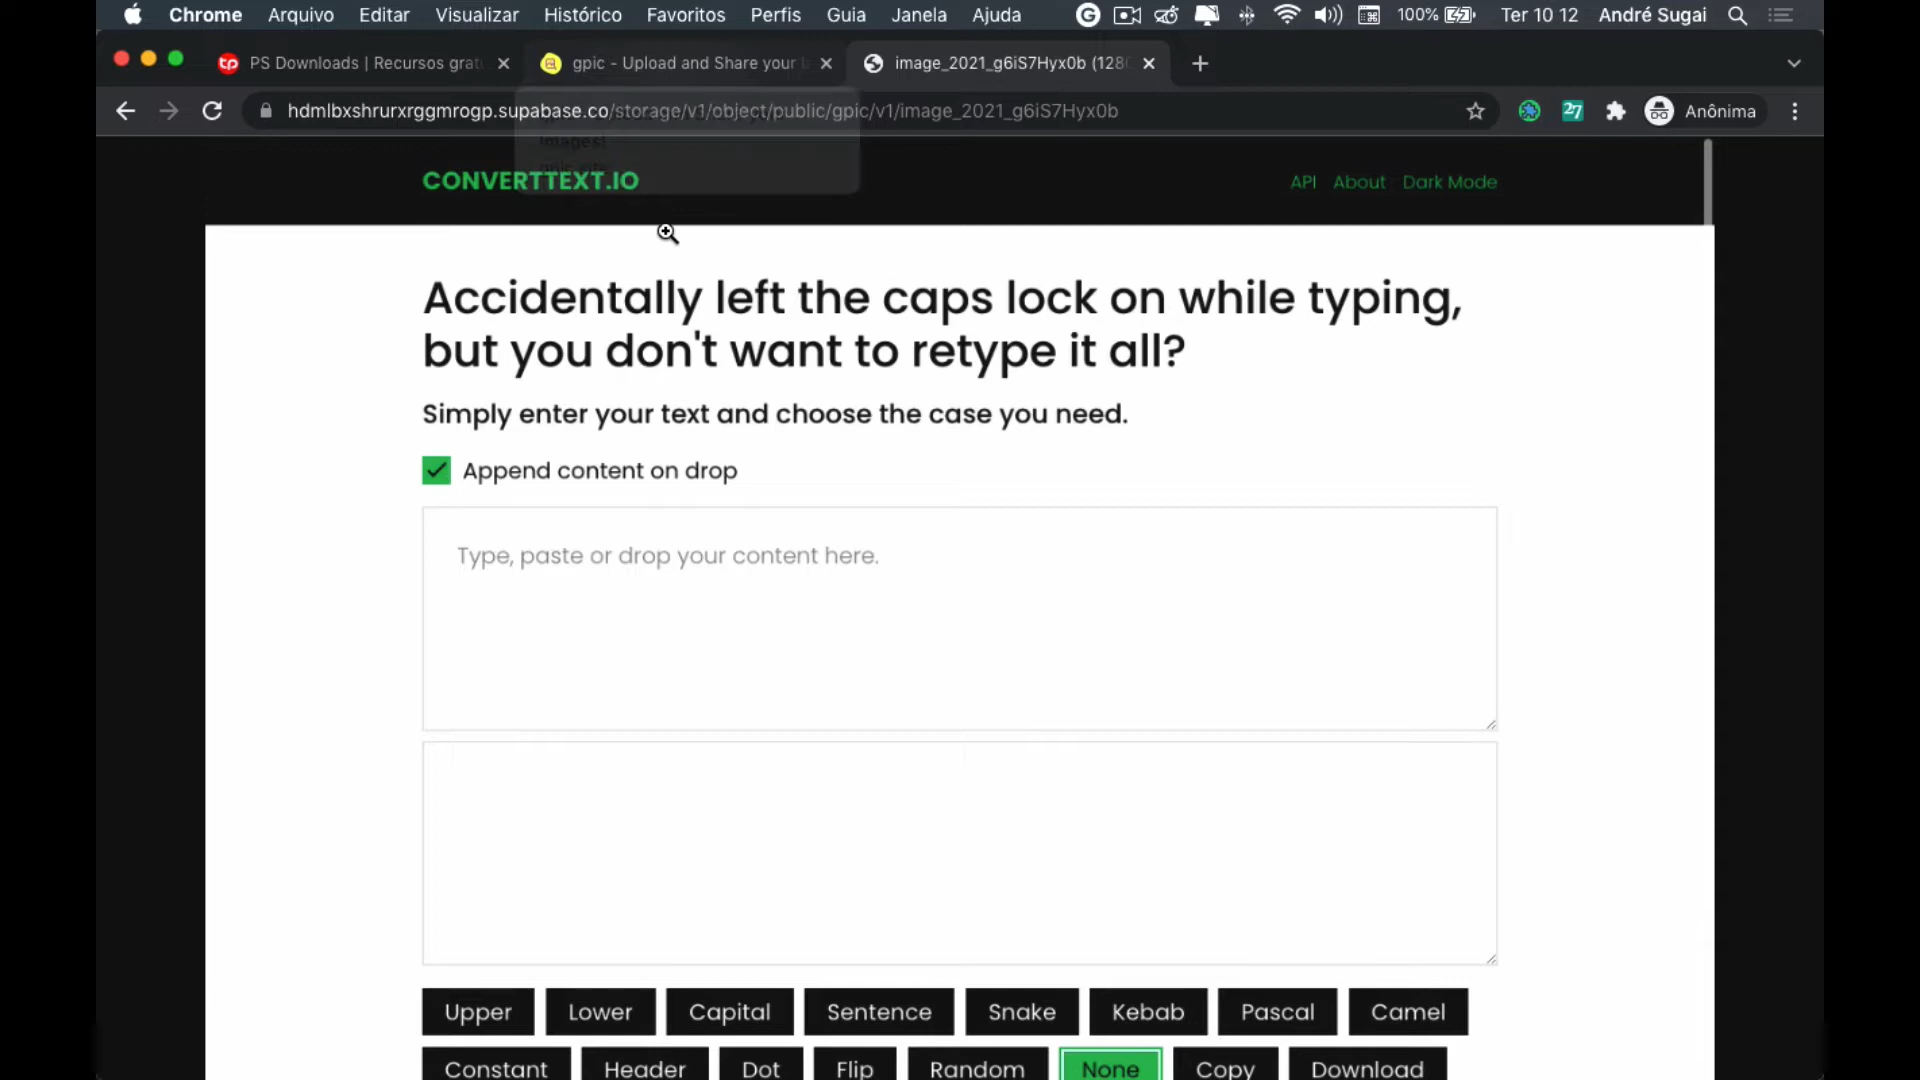 Chrome Arquivo Editar Visualizar Histórico Favoritos Perfis Guia Janela Ajuda 100% Ter 10 12 André Sugai
PS Downloads | Recursos grat
gpic - Upload and Share your
image_2021_g6iS7Hyx0b (128
hdmlbxshrurxrggmrogp.supabase.co/storage/v1/object/public/gpic/v1/image_2021_g6iS7Hyx0b
27
Anônima
Images!
CONVERTTEXT.IO
API About Dark Mode
Accidentally left the caps lock on while typing,
but you don't want to retype it all?
Simply enter your text and choose the case you need.
Append content on drop
Type, paste or drop your content here.
Upper Lower Capital Sentence Snake Kebab Pascal Camel
Constant Header Dot Flip Random None Copy Download